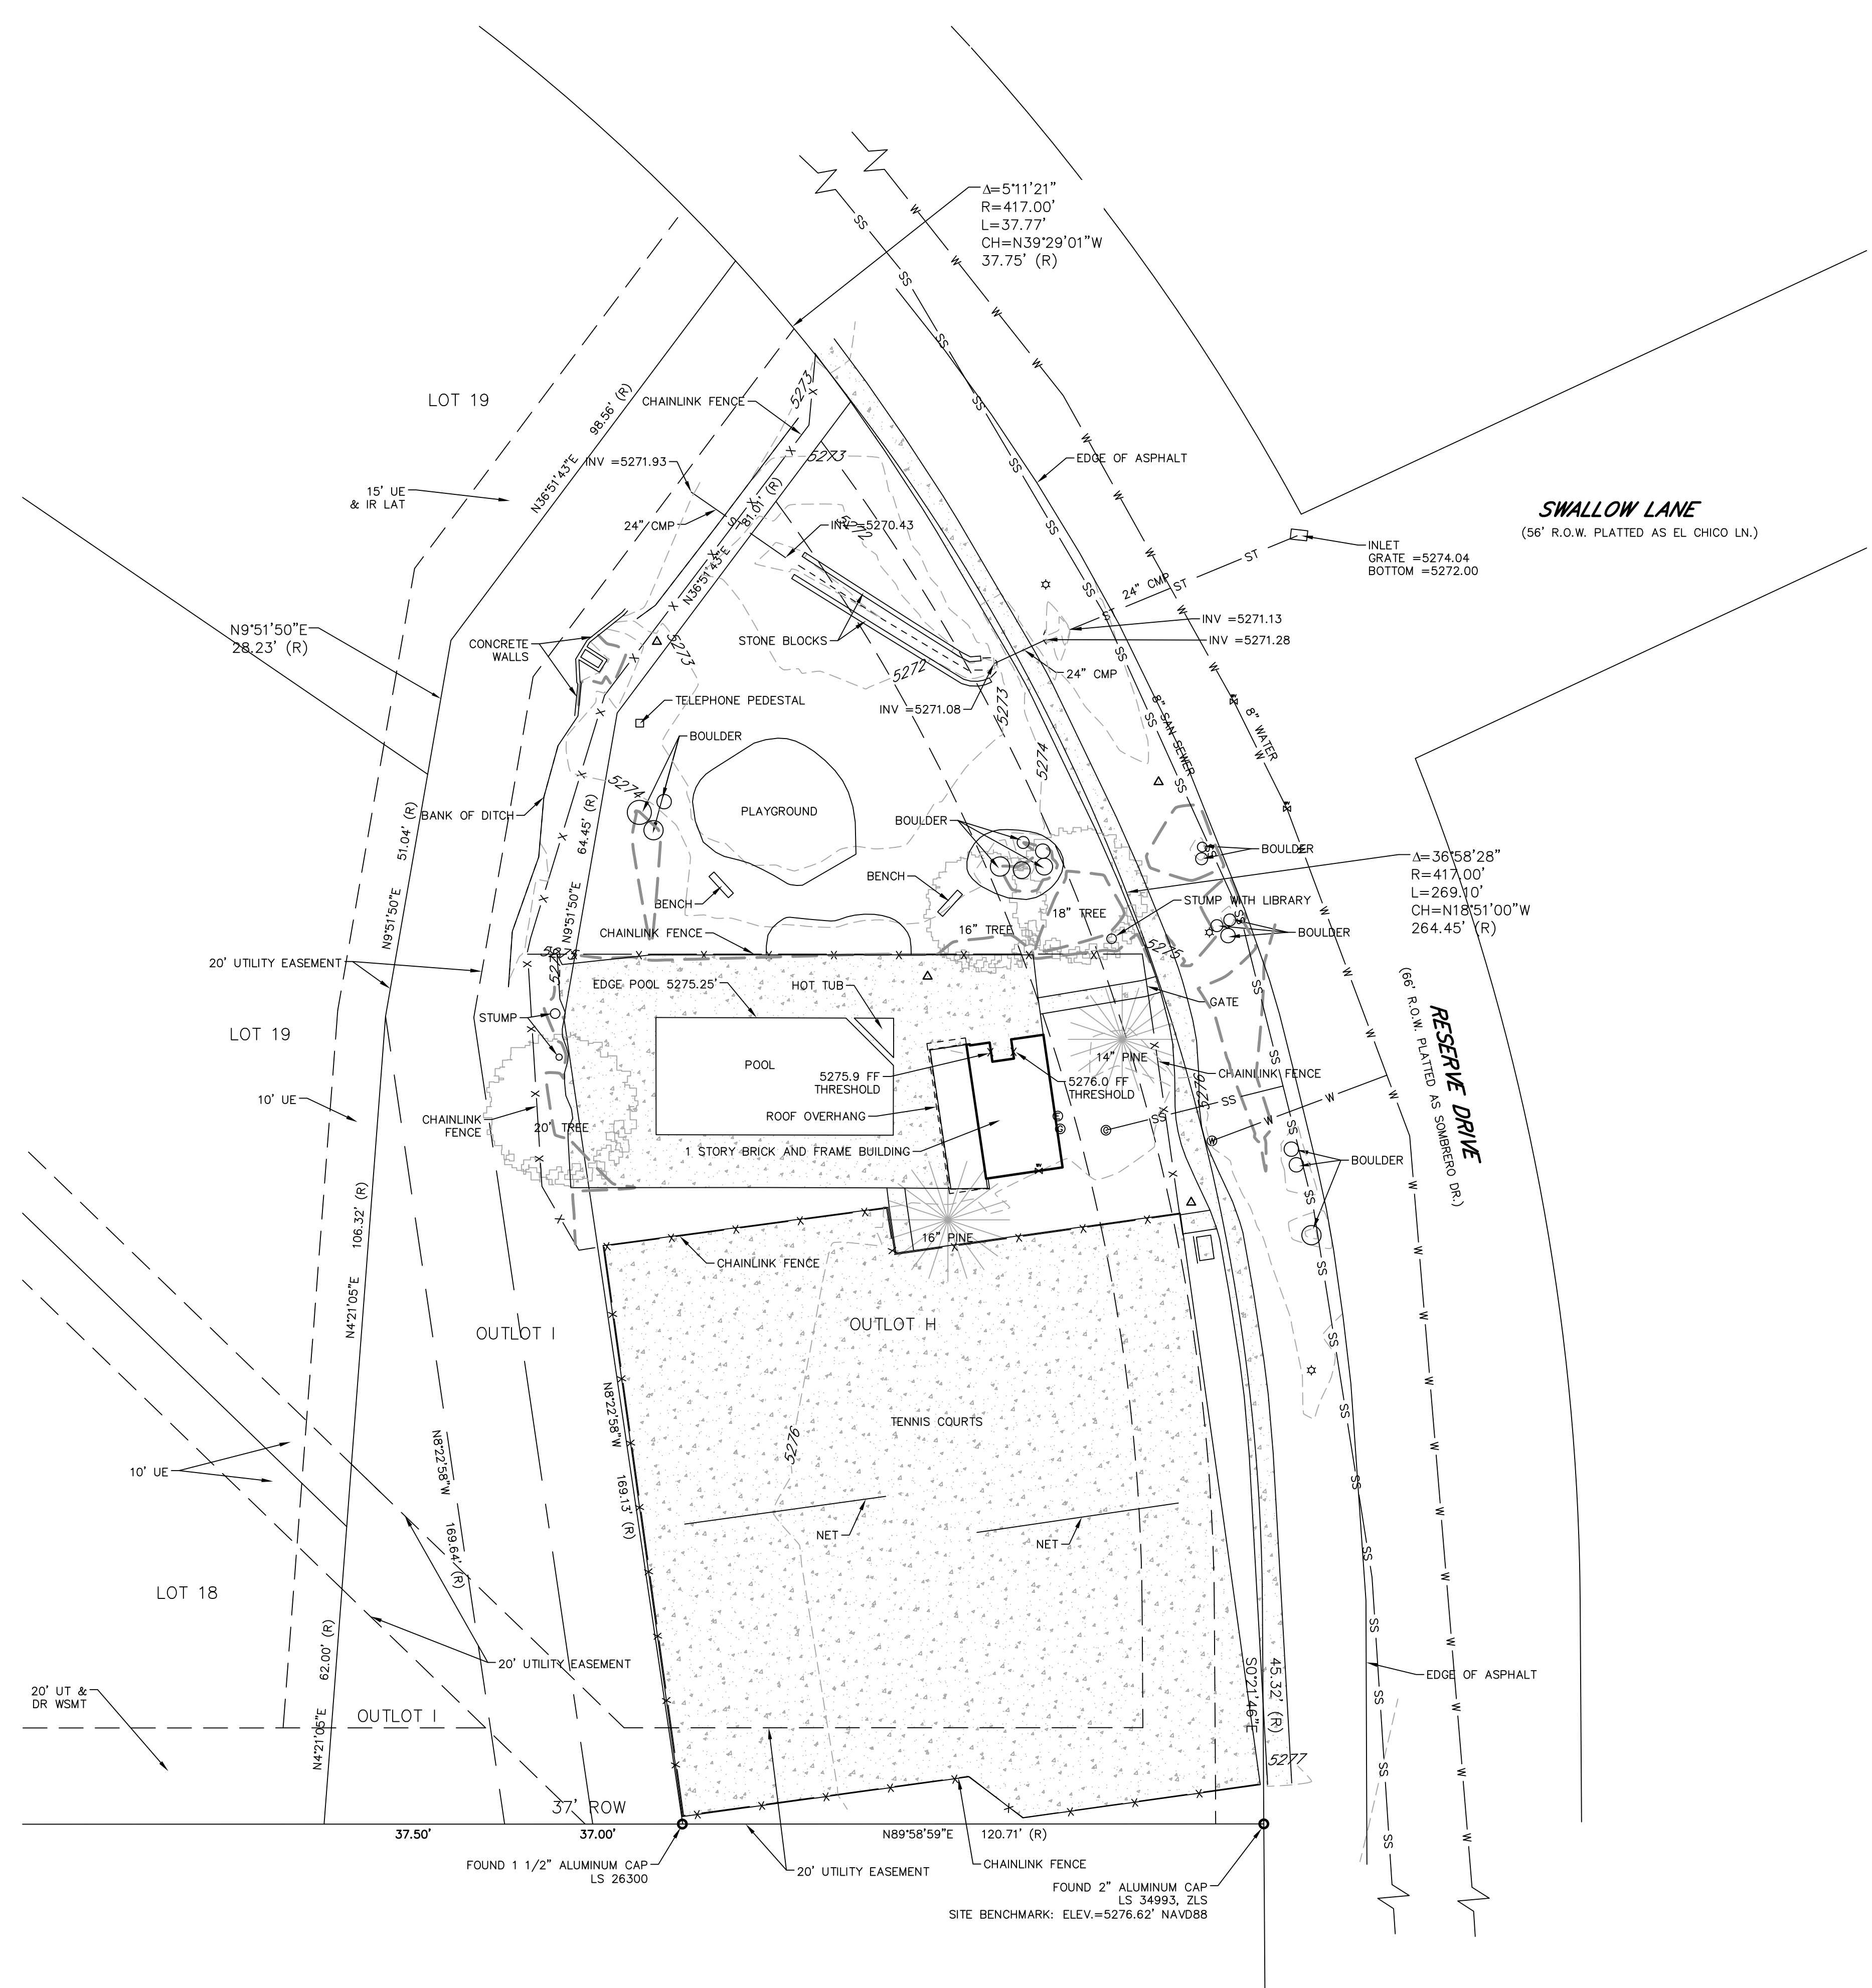 Δ=5°11'21"
R=417.00'
L=37.77'
CH=N39°29'01"W
37.75' (R)
SS
W
LOT 19
98.56' (R)
N36°51'43"E
5273
CHAINLINK FENCE
5273
INV =5271.93
EDGE OF ASPHALT
15' UE
& IR LAT
81.01' (R)
N36°51'43"E
24" CMP
INV =5270.43
5272
SWALLOW LANE
(56' R.O.W. PLATTED AS EL CHICO LN.)
INLET
GRATE =5274.04
BOTTOM =5272.00
ST
24" CMP
ST
ST
INV =5271.13
INV =5271.28
N9°51'50"E
28.23' (R)
CONCRETE
WALLS
STONE BLOCKS
5273
5272
24" CMP
INV =5271.08
5273
TELEPHONE PEDESTAL
BOULDER
8" SAN SEWER
8" WATER
5274
5274
BANK OF DITCH
PLAYGROUND
BOULDER
51.04' (R)
N9°51'50"E
64.45' (R)
N9°51'50"E
BOULDER
Δ=36°58'28"
R=417.00'
L=269.10'
CH=N18°51'00"W
264.45' (R)
BENCH
BENCH
STUMP WITH LIBRARY
18" TREE
16" TREE
CHAINLINK FENCE
BOULDER
5275
20' UTILITY EASEMENT
EDGE POOL 5275.25'
HOT TUB
GATE
RESERVE DRIVE
(66' R.O.W. PLATTED AS SOMBRERO DR.)
STUMP
LOT 19
POOL
14" PINE
5275.9 FF
THRESHOLD
5276.0 FF
THRESHOLD
CHAINLINK FENCE
5276
10' UE
ROOF OVERHANG
CHAINLINK
FENCE
20' TREE
1 STORY BRICK AND FRAME BUILDING
BOULDER
106.32' (R)
N4°21'05"E
16" PINE
CHAINLINK FENCE
OUTLOT I
OUTLOT H
N8°22'58"W
169.13' (R)
TENNIS COURTS
5276
N8°22'58"W
169.64' (R)
10' UE
NET
NET
LOT 18
62.00' (R)
N4°21'05"E
20' UTILITY EASEMENT
S0°21'46"E
45.32' (R)
EDGE OF ASPHALT
20' UT &
DR WSMT
OUTLOT I
5277
37' ROW
37.50'
37.00'
N89°58'59"E 120.71' (R)
FOUND 1 1/2" ALUMINUM CAP
LS 26300
20' UTILITY EASEMENT
CHAINLINK FENCE
FOUND 2" ALUMINUM CAP
LS 34993, ZLS
SITE BENCHMARK: ELEV.=5276.62' NAVD88